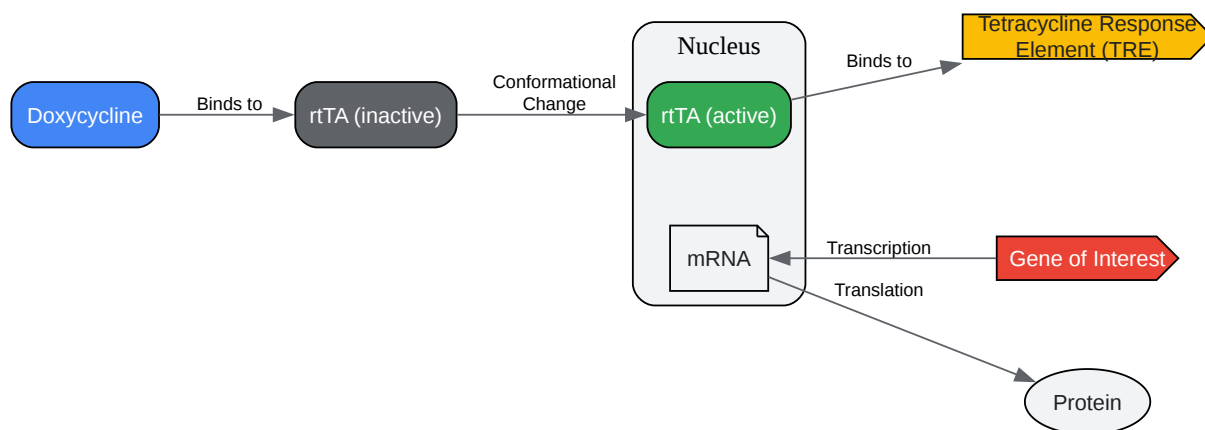 Nucleus
Tetracycline Response
Element (TRE)
Binds to
Conformational
Change
Binds to
Doxycycline
rtTA (inactive)
rtTA (active)
mRNA
Transcription
Gene of Interest
Translation
Protein